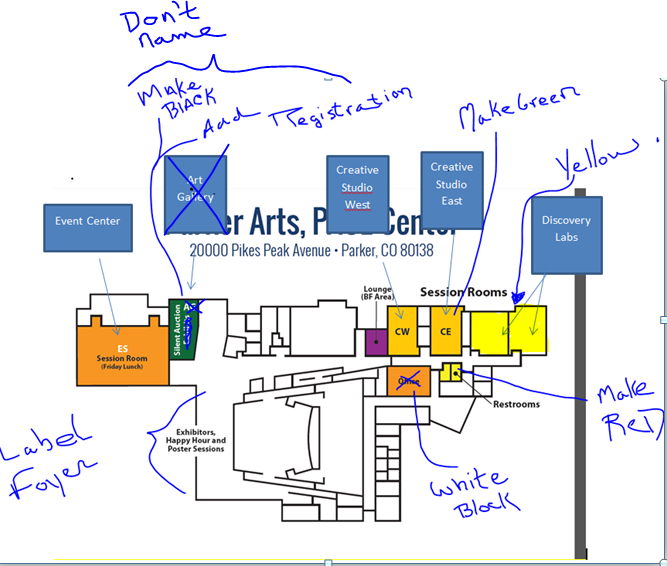 Don't
name
Make
BLACK
Add Registration
Make Green
Yellow.
Art
Gallery
Creative
Studio
West
Creative
Studio
East
Event Center
Discovery
Labs
er Arts, P Center
20000 Pikes Peak Avenue • Parker, CO 80138
Lounge
(BF Area)
Session Rooms
Silent Auction
CW
CE
ES
Session Room
(Friday Lunch)
Office
Restrooms
Make
Red
Label
Foyer
Exhibitors,
Happy Hour and
Poster Sessions
White
Block